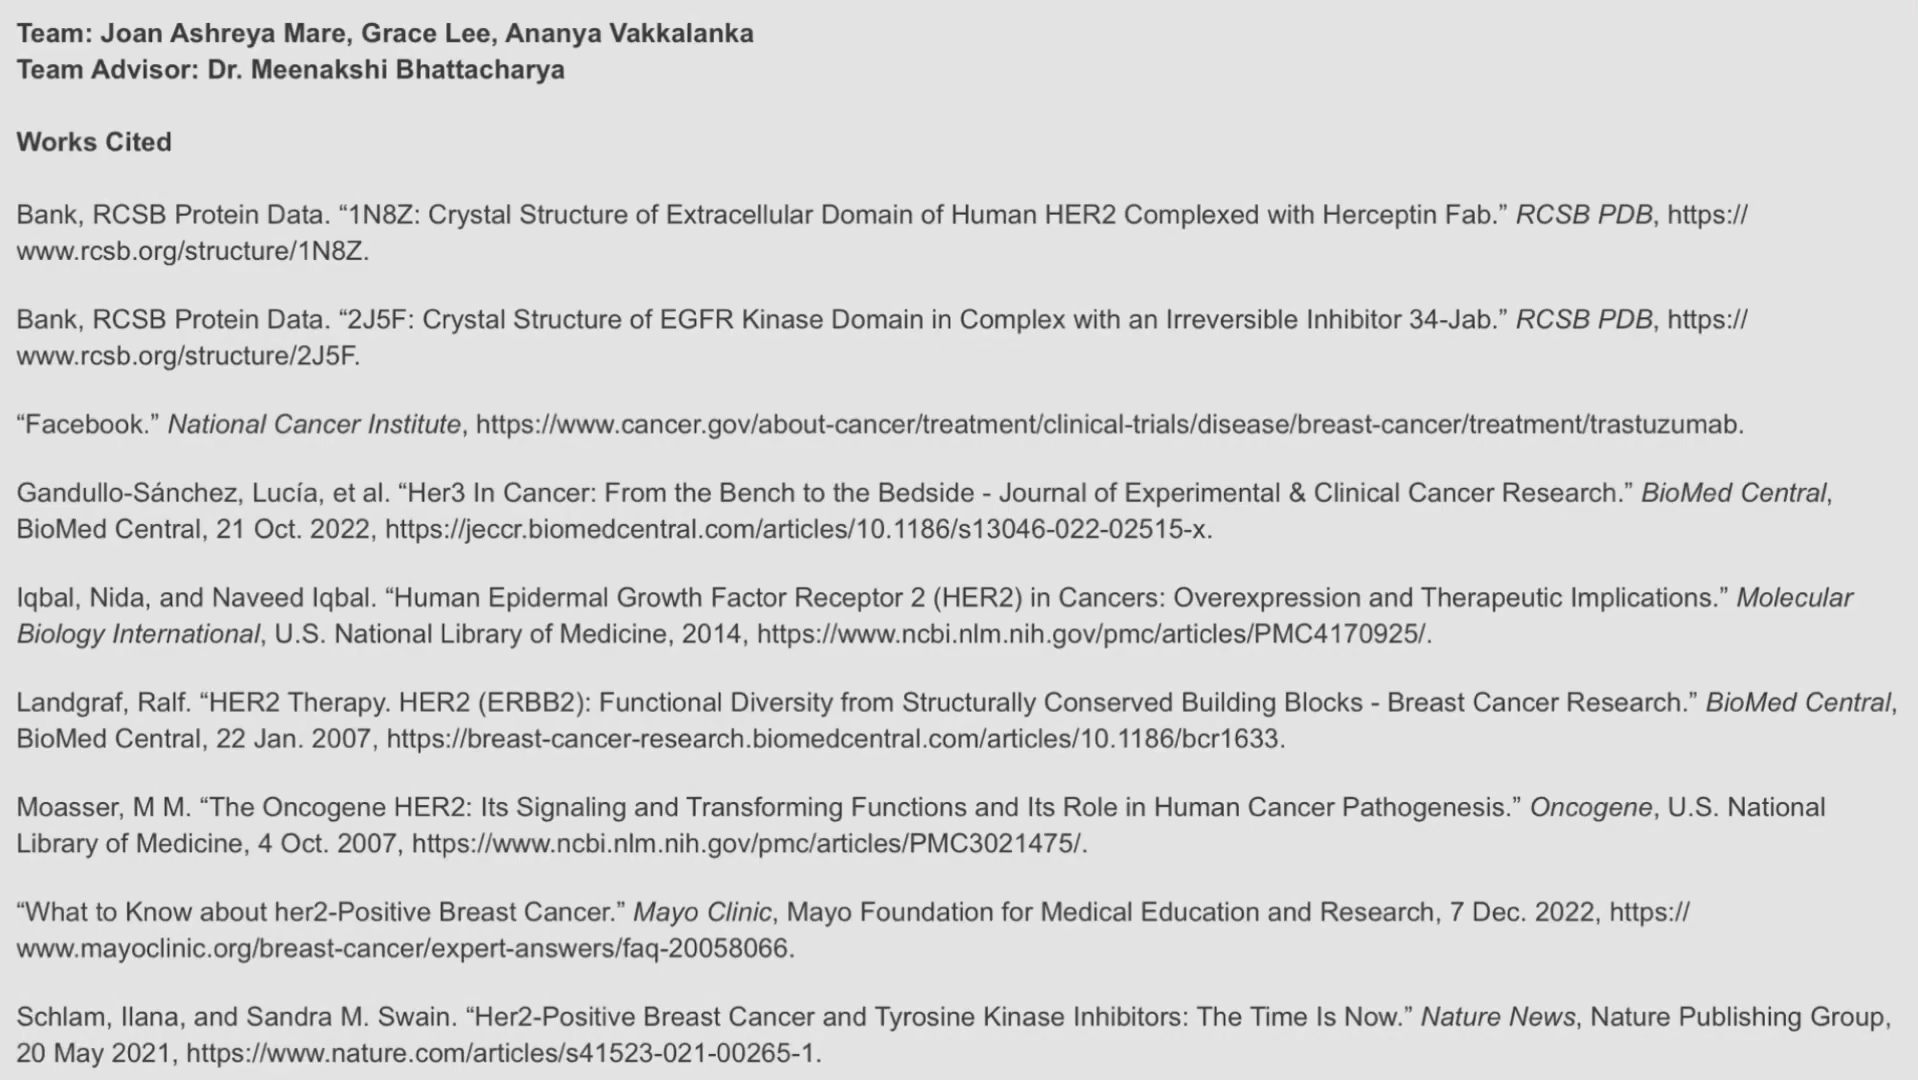 Team: Joan Ashreya Mare, Grace Lee, Ananya Vakkalanka
Team Advisor: Dr. Meenakshi Bhattacharya
Works Cited
Bank, RCSB Protein Data. “1N8Z: Crystal Structure of Extracellular Domain of Human HER2 Complexed with Herceptin Fab.” RCSB PDB, https://
www.rcsb.org/structure/1N8Z.
Bank, RCSB Protein Data. “2J5F: Crystal Structure of EGFR Kinase Domain in Complex with an Irreversible Inhibitor 34-Jab.” RCSB PDB, https://
www.rcsb.org/structure/2J5F.
“Facebook.” National Cancer Institute, https://www.cancer.gov/about-cancer/treatment/clinical-trials/disease/breast-cancer/treatment/trastuzumab.
Gandullo-Sánchez, Lucía, et al. “Her3 In Cancer: From the Bench to the Bedside - Journal of Experimental & Clinical Cancer Research.” BioMed Central,
BioMed Central, 21 Oct. 2022, https://jeccr.biomedcentral.com/articles/10.1186/s13046-022-02515-x.
Iqbal, Nida, and Naveed Iqbal. “Human Epidermal Growth Factor Receptor 2 (HER2) in Cancers: Overexpression and Therapeutic Implications.” Molecular
Biology International, U.S. National Library of Medicine, 2014, https://www.ncbi.nlm.nih.gov/pmc/articles/PMC4170925/.
Landgraf, Ralf. “HER2 Therapy. HER2 (ERBB2): Functional Diversity from Structurally Conserved Building Blocks - Breast Cancer Research.” BioMed Central,
BioMed Central, 22 Jan. 2007, https://breast-cancer-research.biomedcentral.com/articles/10.1186/bcr1633.
Moasser, M M. “The Oncogene HER2: Its Signaling and Transforming Functions and Its Role in Human Cancer Pathogenesis.” Oncogene, U.S. National
Library of Medicine, 4 Oct. 2007, https://www.ncbi.nlm.nih.gov/pmc/articles/PMC3021475/.
“What to Know about her2-Positive Breast Cancer.” Mayo Clinic, Mayo Foundation for Medical Education and Research, 7 Dec. 2022, https://
www.mayoclinic.org/breast-cancer/expert-answers/faq-20058066.
Schlam, Ilana, and Sandra M. Swain. “Her2-Positive Breast Cancer and Tyrosine Kinase Inhibitors: The Time Is Now.” Nature News, Nature Publishing Group,
20 May 2021, https://www.nature.com/articles/s41523-021-00265-1.